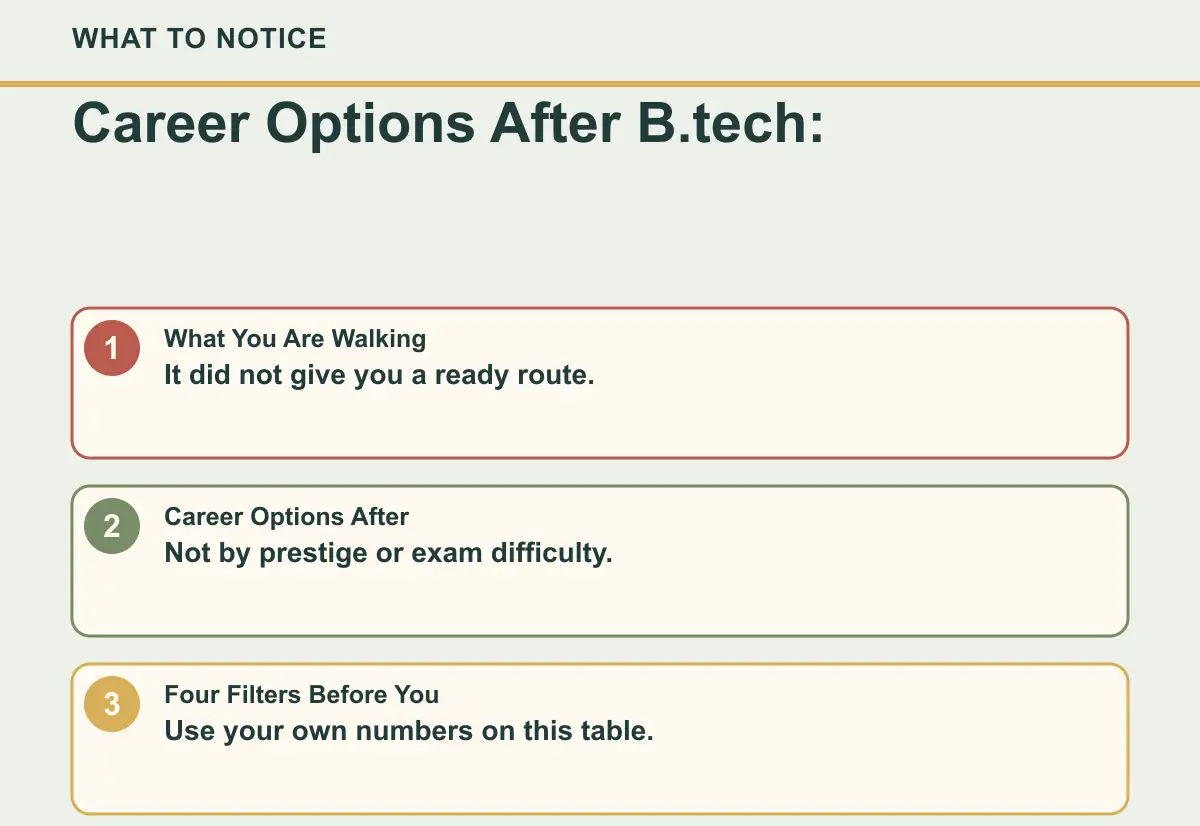 WHAT TO NOTICE
Career Options After B.tech:
1
What You Are Walking
It did not give you a ready route.
2
Career Options After
Not by prestige or exam difficulty.
3
Four Filters Before You
Use your own numbers on this table.